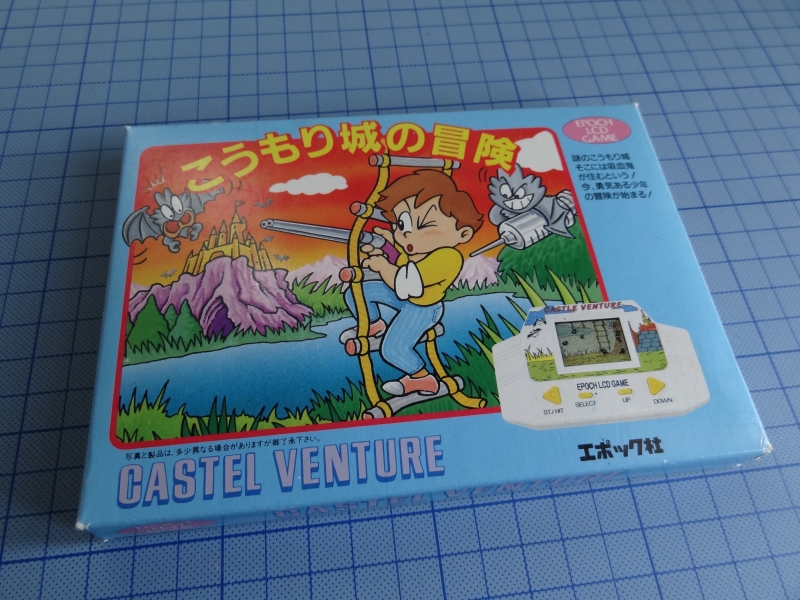 こうもり城の冒険
EPOCH
LCD
GAME
謎のこうもり城
そこには吸血鬼
が住むという!
今、勇気ある少年
の冒険が始まる!
CASTLE VENTURE
EPOCH LCD GAME
ST/HIT
SELECT
UP
DOWN
写真と製品は、多少異なる場合がありますが御了承下さい。
CASTEL VENTURE
エポック社